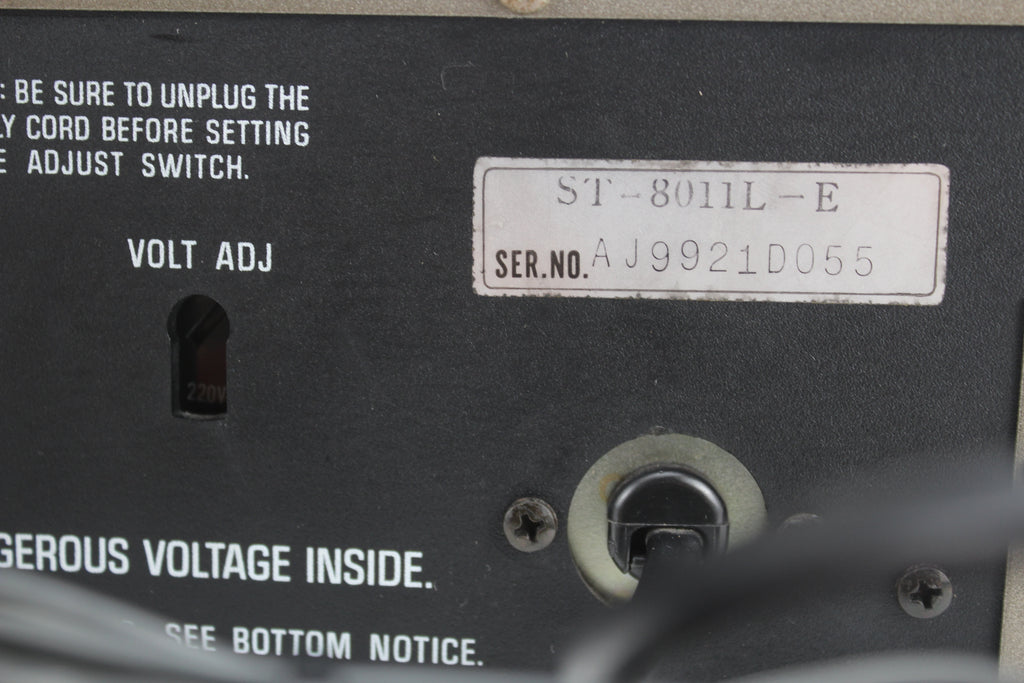 : BE SURE TO UNPLUG THE
Y CORD BEFORE SETTING
E ADJUST SWITCH.
VOLT ADJ
220V
ST-8011L-E
SER.NO. AJ9921D055
GEROUS VOLTAGE INSIDE.
SEE BOTTOM NOTICE.